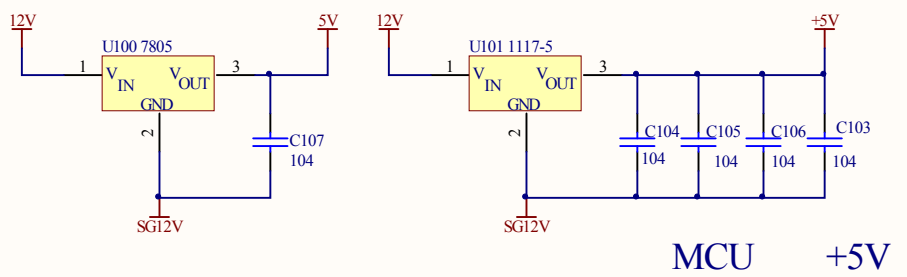 12V 5V 12V +5V
U100 7805 U101 1117-5
1 VIN VOUT 3 1 VIN VOUT 3
GND GND
2 2
C107 C104 C105 C106 C103
104 104 104 104 104
SG12V SG12V
MCU +5V